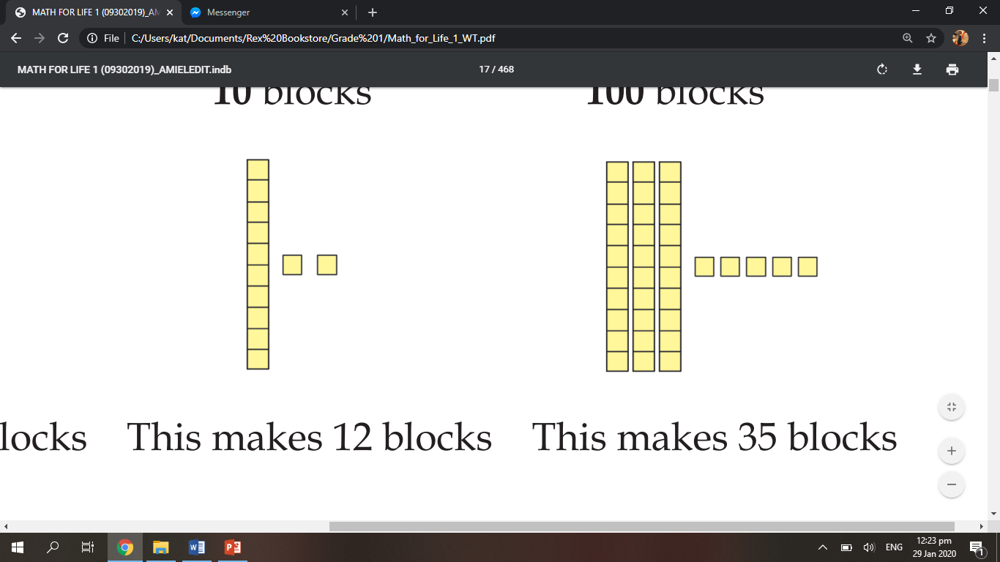 MATH FOR LIFE 1 (09302019)_AM
Messenger
File
C:/Users/kat/Documents/Rex%20Bookstore/Grade%201/Math_for_Life_1_WT.pdf
MATH FOR LIFE 1 (09302019)_AMIELEDIT.indb
17 / 468
10 blocks
100 blocks
locks
This makes 12 blocks
This makes 35 blocks
ENG
12:23 pm
29 Jan 2020
1